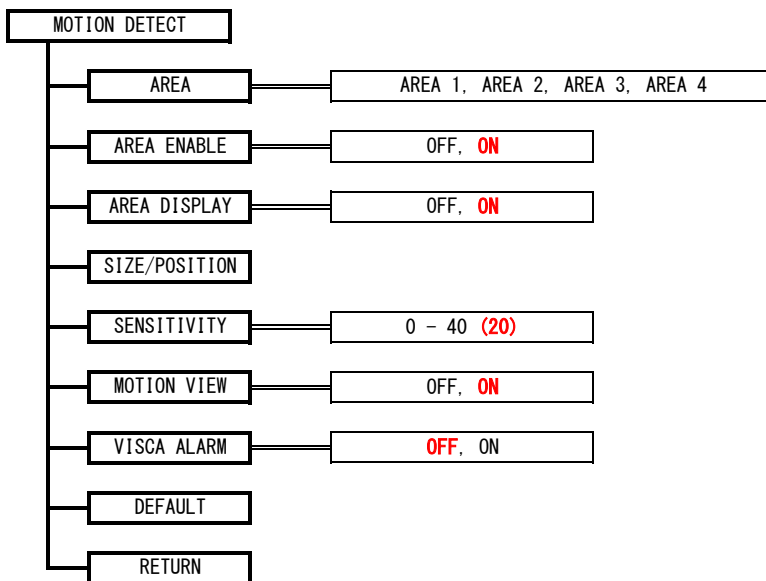 MOTION DETECT
AREA
AREA 1, AREA 2, AREA 3, AREA 4
AREA ENABLE
OFF, ON
AREA DISPLAY
OFF, ON
SIZE/POSITION
SENSITIVITY
0 - 40 (20)
MOTION VIEW
OFF, ON
VISCA ALARM
OFF, ON
DEFAULT
RETURN